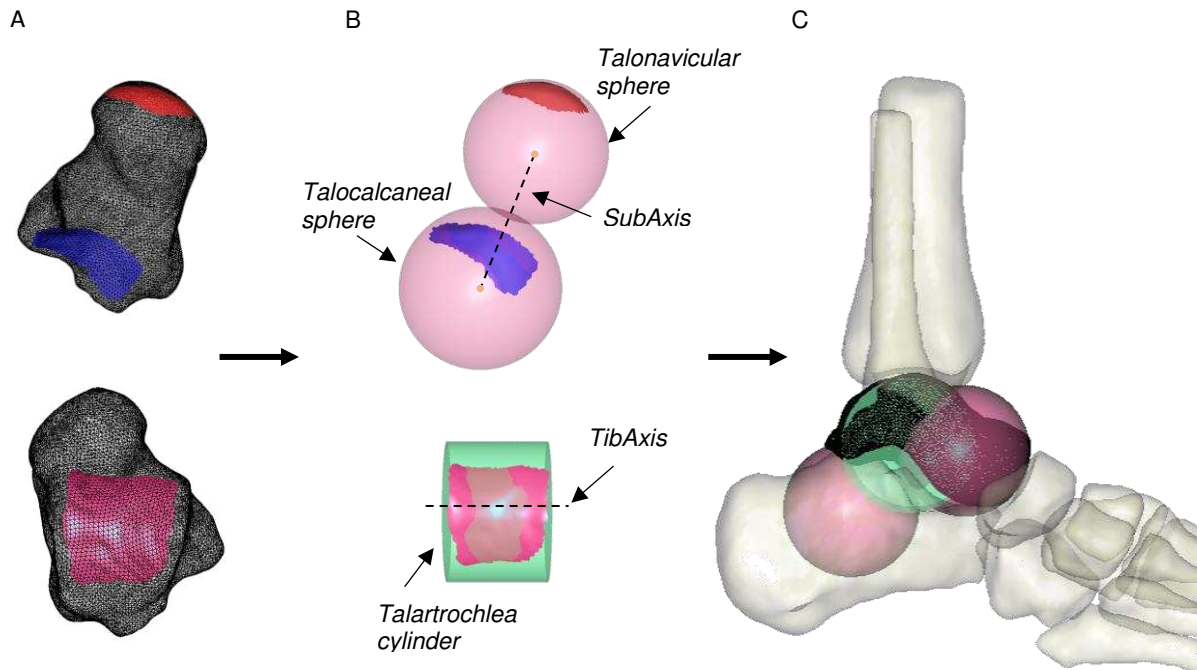 A
B
C
Talonavicular
sphere
Talocalcaneal
sphere
SubAxis
TibAxis
Talartrochlea
cylinder